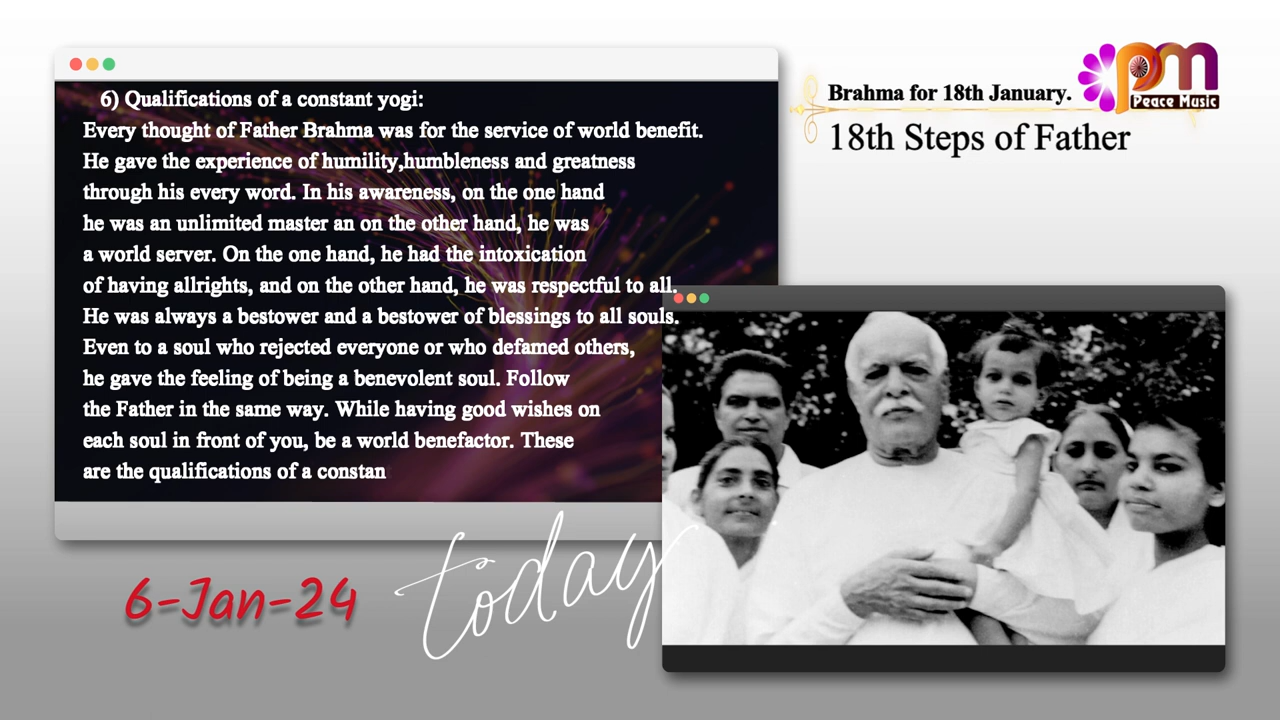 6) Qualifications of a constant yogi:
Every thought of Father Brahma was for the service of world benefit.
He gave the experience of humility,humbleness and greatness
through his every word. In his awareness, on the one hand
he was an unlimited master an on the other hand, he was
a world server. On the one hand, he had the intoxication
of having allrights, and on the other hand, he was respectful to all.
He was always a bestower and a bestower of blessings to all souls.
Even to a soul who rejected everyone or who defamed others,
he gave the feeling of being a benevolent soul. Follow
the Father in the same way. While having good wishes on
each soul in front of you, be a world benefactor. These
are the qualifications of a constan
Brahma for 18th January.
18th Steps of Father
pm
Peace Music
6-Jan-24
today